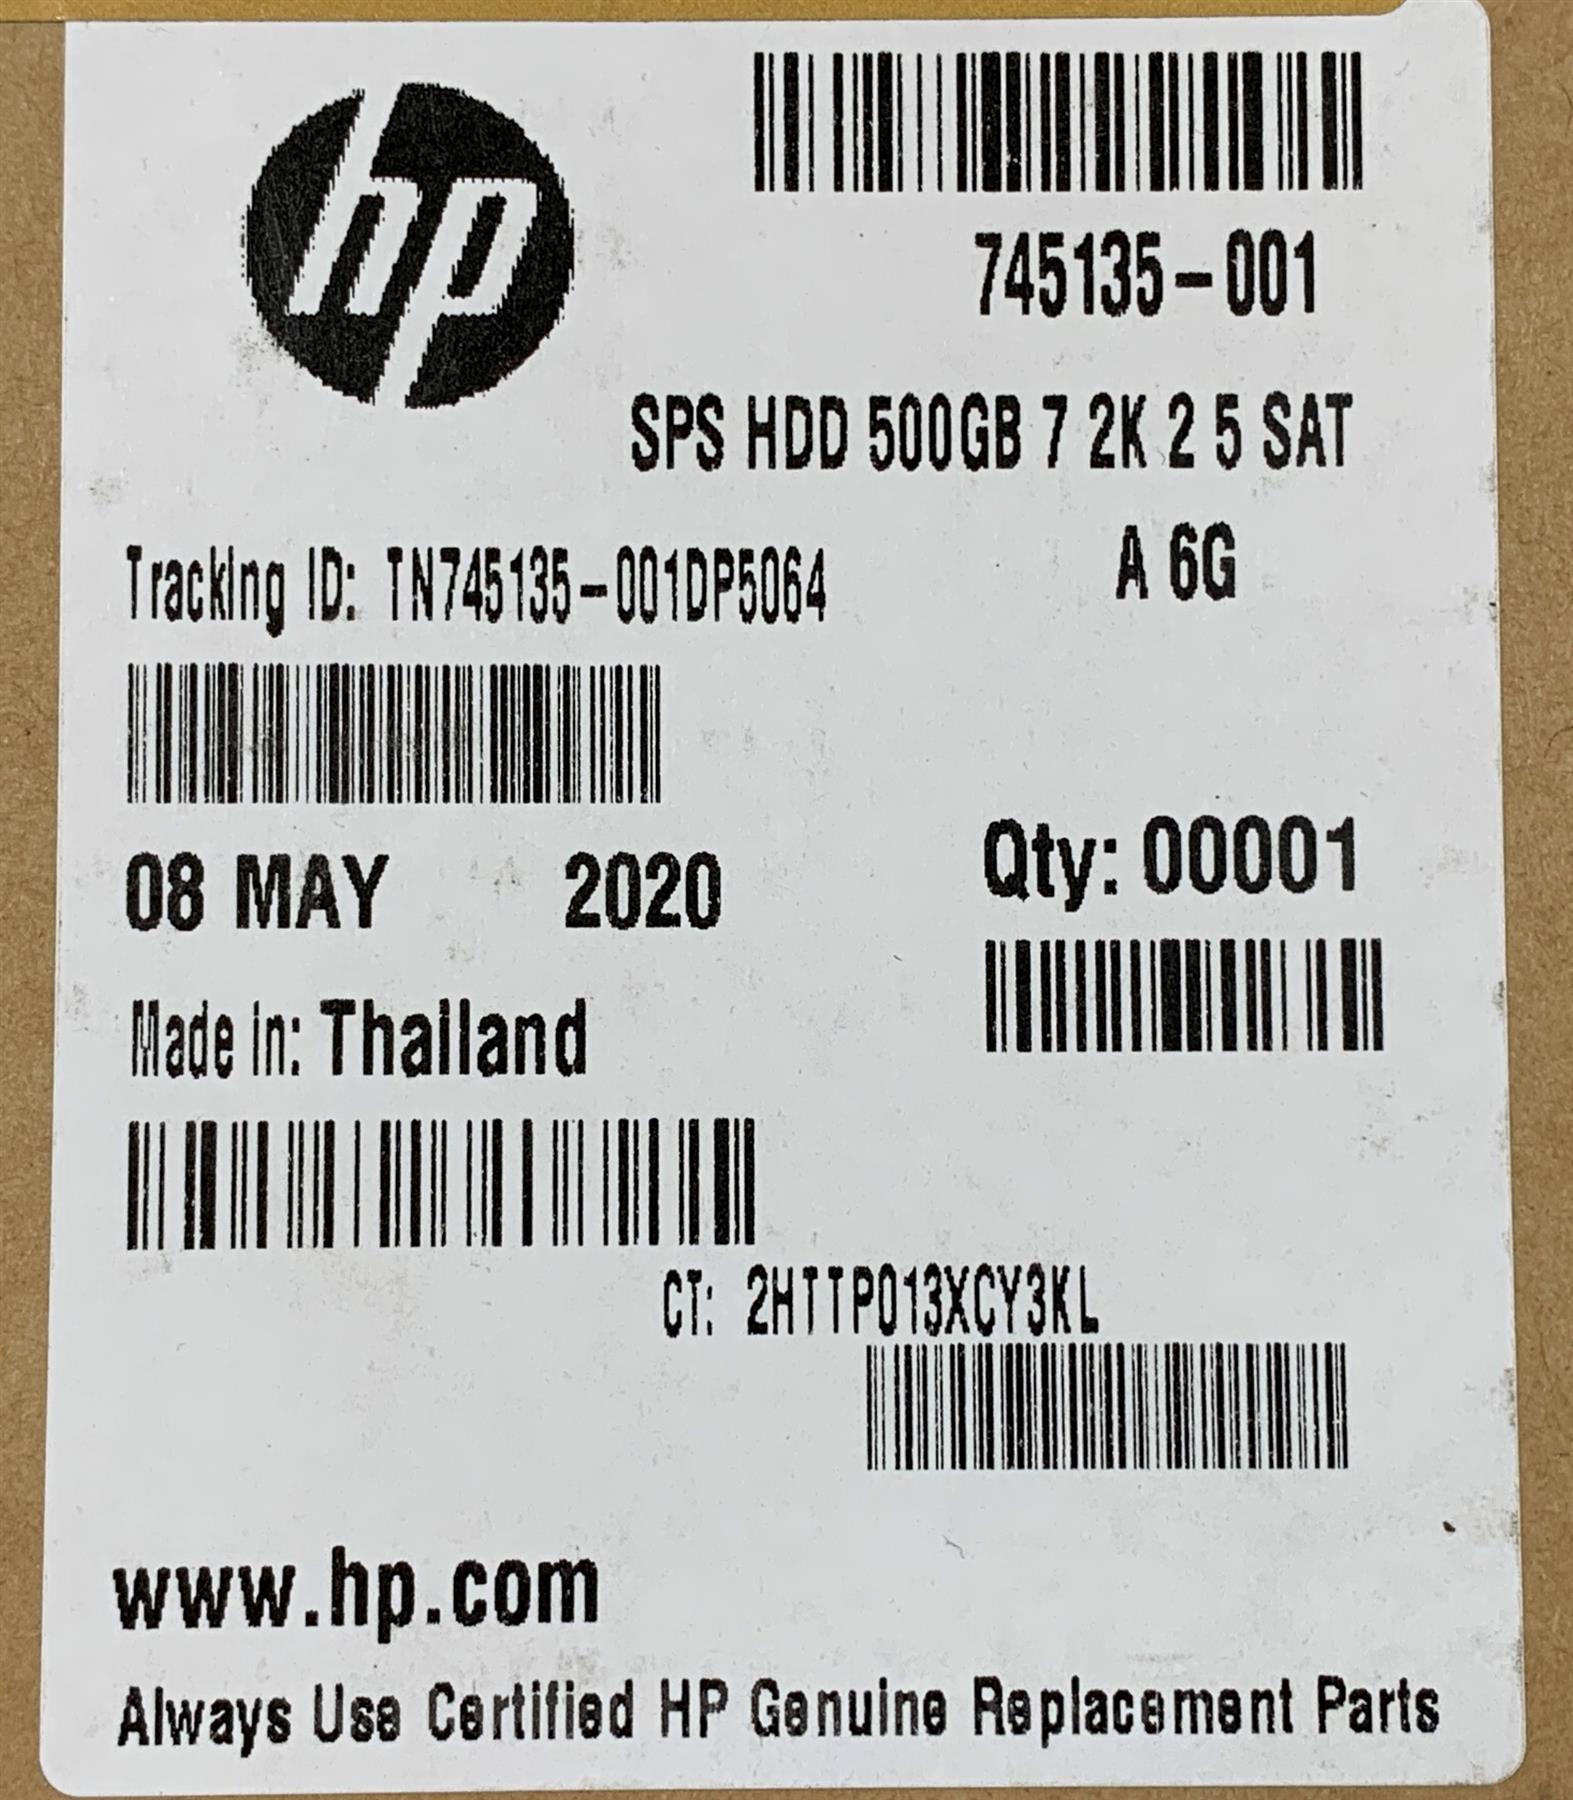 hp
745135-001
SPS HDD 500GB 7 2K 2 5 SAT
A 6G
Tracking ID: TN745135-001DP5064
08 MAY 2020
Qty: 00001
Made in: Thailand
CT: 2HTTP013XCY3KL
www.hp.com
Always Use Certified HP Genuine Replacement Parts